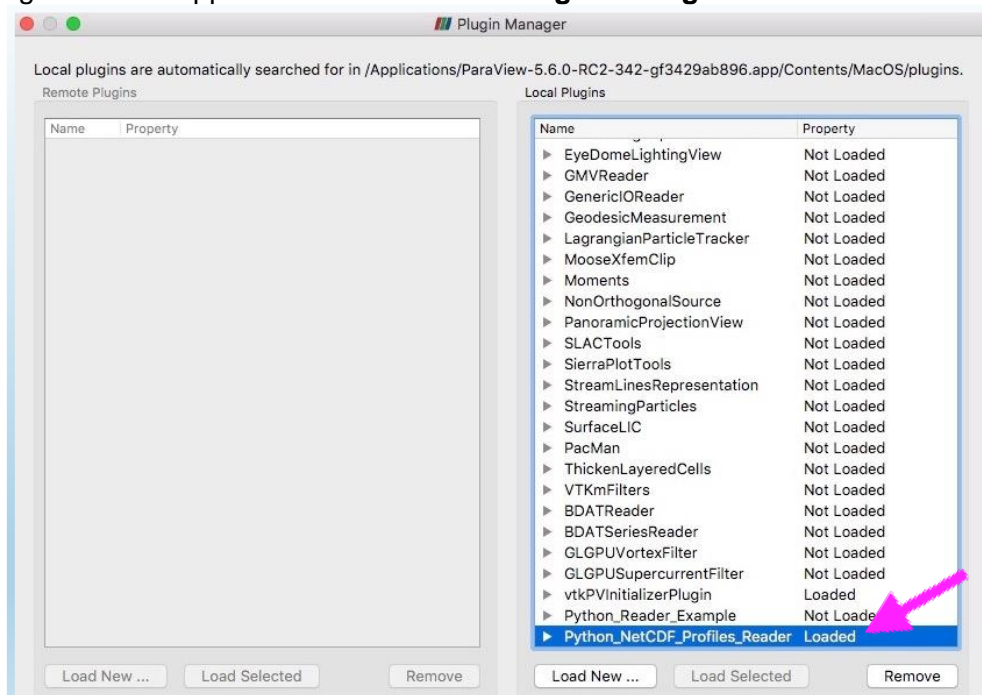 Plugin Manager
Local plugins are automatically searched for in /Applications/ParaView-5.6.0-RC2-342-gf3429ab896.app/Contents/MacOS/plugins.
Remote Plugins
Name Property
Load New ... Load Selected Remove
Local Plugins
Name Property
EyeDomeLightingView Not Loaded
GMVReader Not Loaded
GenericIOReader Not Loaded
GeodesicMeasurement Not Loaded
LagrangianParticleTracker Not Loaded
MooseXfemClip Not Loaded
Moments Not Loaded
NonOrthogonalSource Not Loaded
PanoramicProjectionView Not Loaded
SLACTools Not Loaded
SierraPlotTools Not Loaded
StreamLinesRepresentation Not Loaded
StreamingParticles Not Loaded
SurfaceLIC Not Loaded
PacMan Not Loaded
ThickenLayeredCells Not Loaded
VTKmFilters Not Loaded
BDATReader Not Loaded
BDATSeriesReader Not Loaded
GLGPUVortexFilter Not Loaded
GLGPUSupercurrentFilter Not Loaded
vtkPVInitializerPlugin Loaded
Python_Reader_Example Not Loade
Python_NetCDF_Profiles_Reader Loaded
Load New ... Load Selected Remove